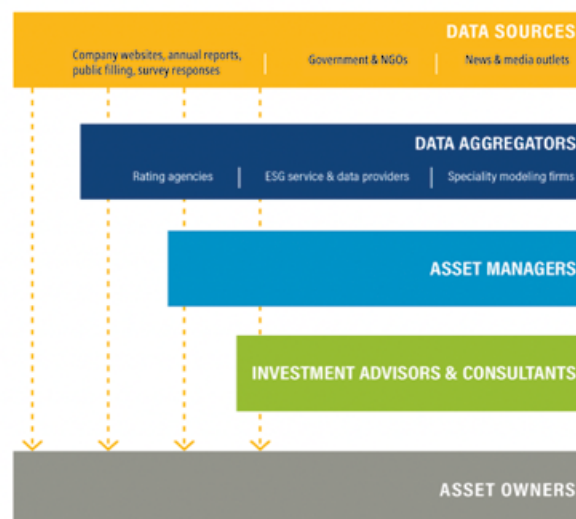 DATA SOURCES
Company websites, annual reports,
public filling, survey responses
Government & NGOs
News & media outlets
DATA AGGREGATORS
Rating agencies
ESG service & data providers
Speciality modeling firms
ASSET MANAGERS
INVESTMENT ADVISORS & CONSULTANTS
ASSET OWNERS